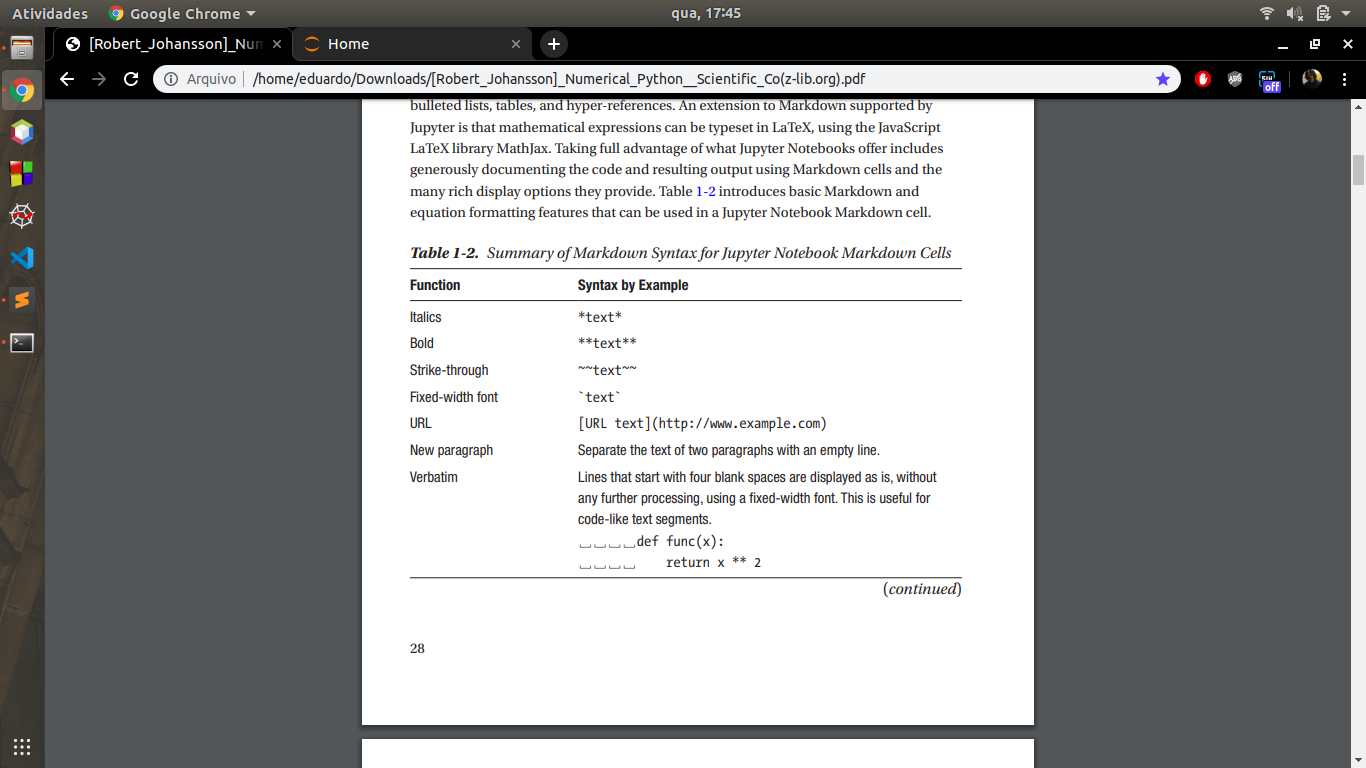 Atividades Google Chrome qua, 17:45
[Robert_Johansson]_Num Home
Arquivo /home/eduardo/Downloads/[Robert_Johansson]_Numerical_Python__Scientific_Co(z-lib.org).pdf
off
bulleted lists, tables, and hyper-references. An extension to Markdown supported by
Jupyter is that mathematical expressions can be typeset in LaTeX, using the JavaScript
LaTeX library MathJax. Taking full advantage of what Jupyter Notebooks offer includes
generously documenting the code and resulting output using Markdown cells and the
many rich display options they provide. Table 1-2 introduces basic Markdown and
equation formatting features that can be used in a Jupyter Notebook Markdown cell.
Table 1-2. Summary of Markdown Syntax for Jupyter Notebook Markdown Cells
Function Syntax by Example
Italics *text*
Bold **text**
Strike-through ~~text~~
Fixed-width font `text`
URL [URL text](http://www.example.com)
New paragraph Separate the text of two paragraphs with an empty line.
Verbatim Lines that start with four blank spaces are displayed as is, without
any further processing, using a fixed-width font. This is useful for
code-like text segments.
␣␣␣␣def func(x):
␣␣␣␣    return x ** 2
(continued)
28